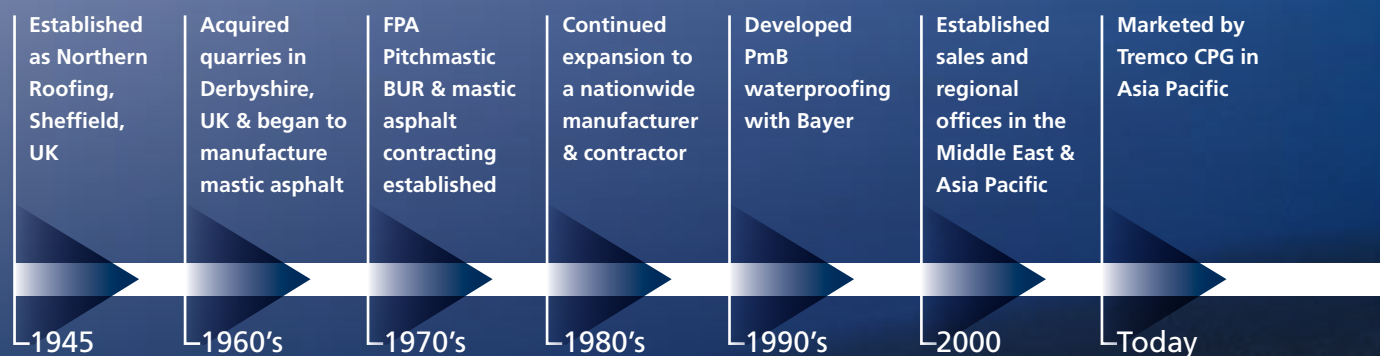 Established
as Northern
Roofing,
Sheffield,
UK
1945
Acquired
quarries in
Derbyshire,
UK & began to
manufacture
mastic asphalt
1960's
FPA
Pitchmastic
BUR & mastic
asphalt
contracting
established
1970's
Continued
expansion to
a nationwide
manufacturer
& contractor
1980's
Developed
PmB
waterproofing
with Bayer
1990's
Established
sales and
regional
offices in the
Middle East &
Asia Pacific
2000
Marketed by
Tremco CPG in
Asia Pacific
Today